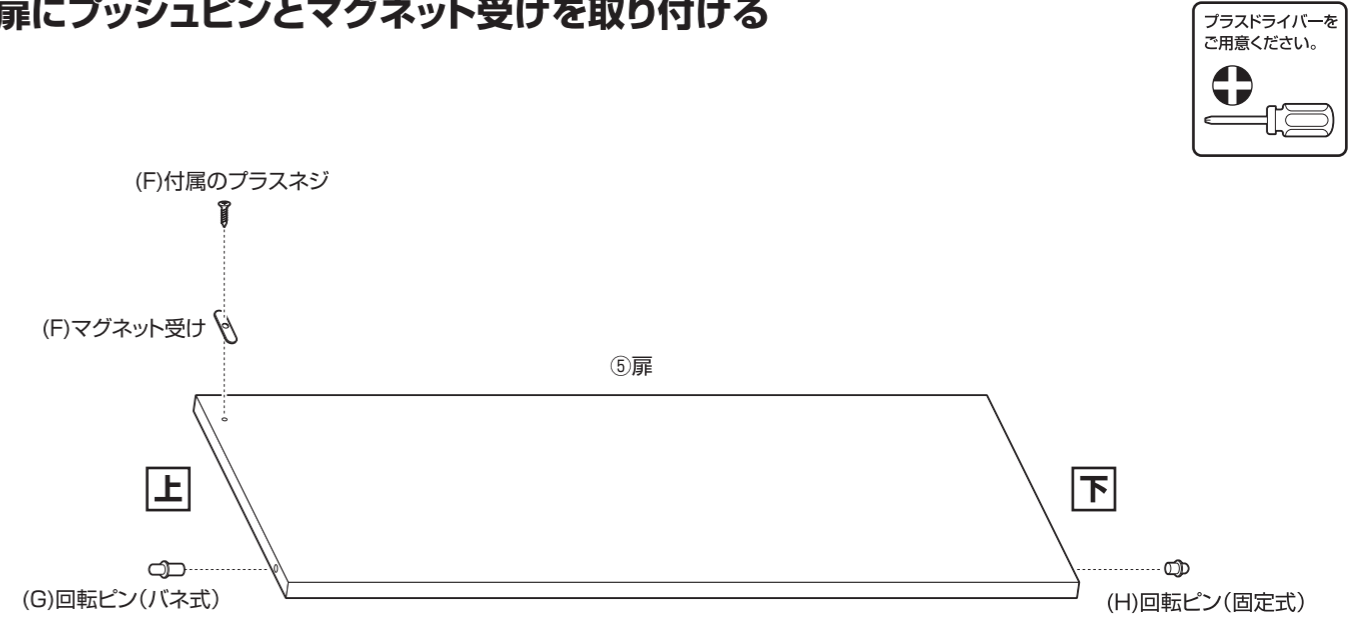 扉にプッシュピンとマグネット受けを取り付ける
プラスドライバーを
ご用意ください。
(F)付属のプラスネジ
(F)マグネット受け
⑤扉
上
下
(G)回転ピン（バネ式）
(H)回転ピン（固定式）